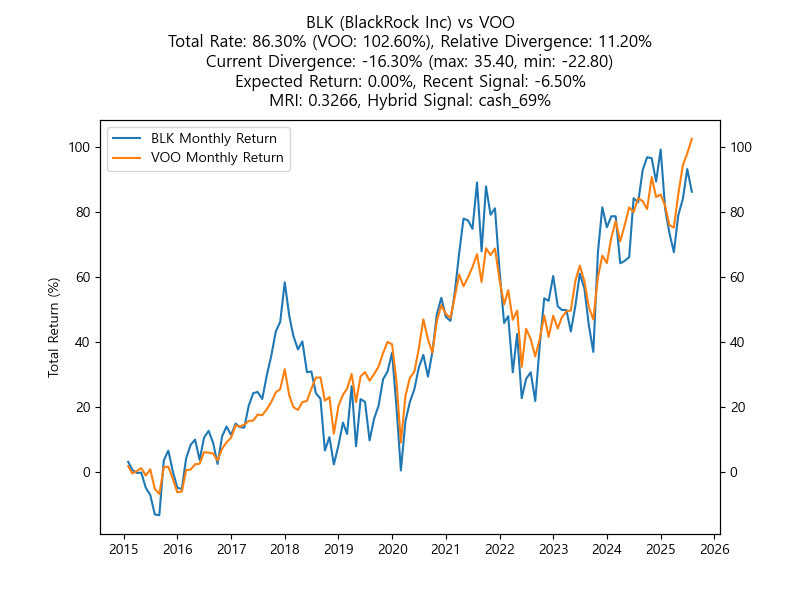 BLK (BlackRock Inc) vs VOO
Total Rate: 86.30% (VOO: 102.60%), Relative Divergence: 11.20%
Current Divergence: -16.30% (max: 35.40, min: -22.80)
Expected Return: 0.00%, Recent Signal: -6.50%
MRI: 0.3266, Hybrid Signal: cash_69%
BLK Monthly Return
VOO Monthly Return
Total Return (%)
100
80
60
40
20
0
100
80
60
40
20
0
2015 2016 2017 2018 2019 2020 2021 2022 2023 2024 2025 2026